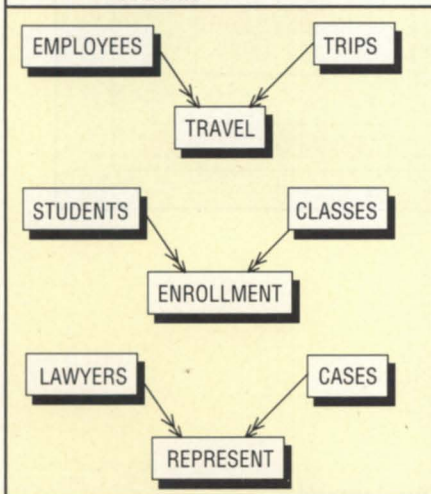 EMPLOYEES TRIPS
TRAVEL
STUDENTS CLASSES
ENROLLMENT
LAWYERS CASES
REPRESENT